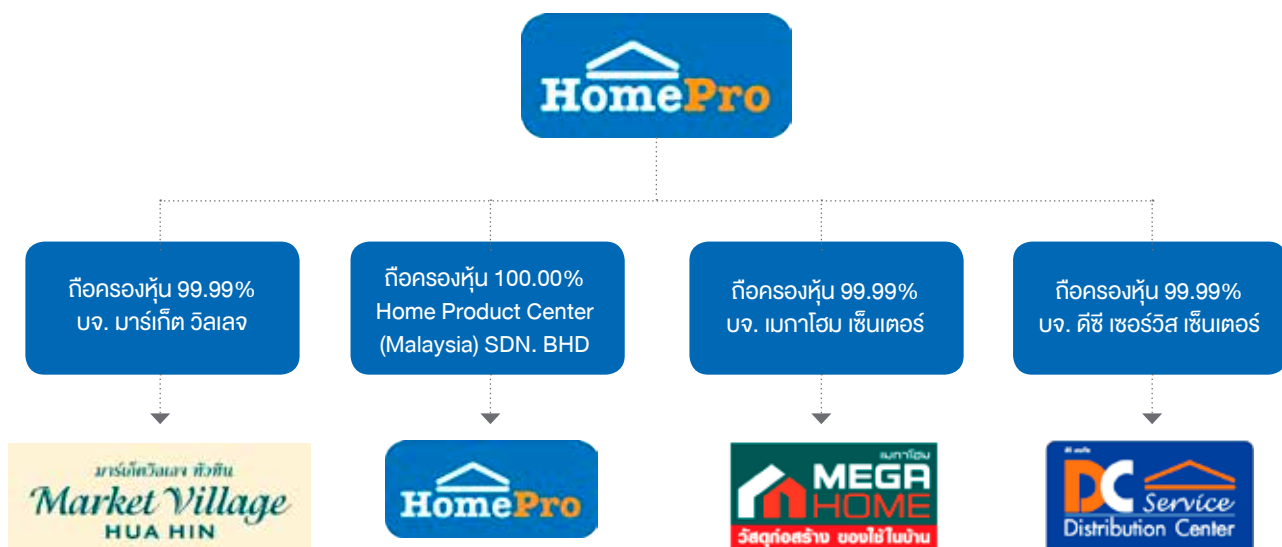 HomePro
ถือครองหุ้น 99.99%
บจ. มาร์เก็ต วิลเลจ
ถือครองหุ้น 100.00%
Home Product Center
(Malaysia) SDN. BHD
ถือครองหุ้น 99.99%
บจ. เมกาโฮม เซ็นเตอร์
ถือครองหุ้น 99.99%
บจ. ดีซี เซอร์วิส เซ็นเตอร์
มาร์เก็ตวิลเลจ หัวหิน
Market Village
HUA HIN
HomePro
เมกาโฮม
MEGA
HOME
วัสดุก่อสร้าง ของใช้ในบ้าน
DC
Service
Distribution Center